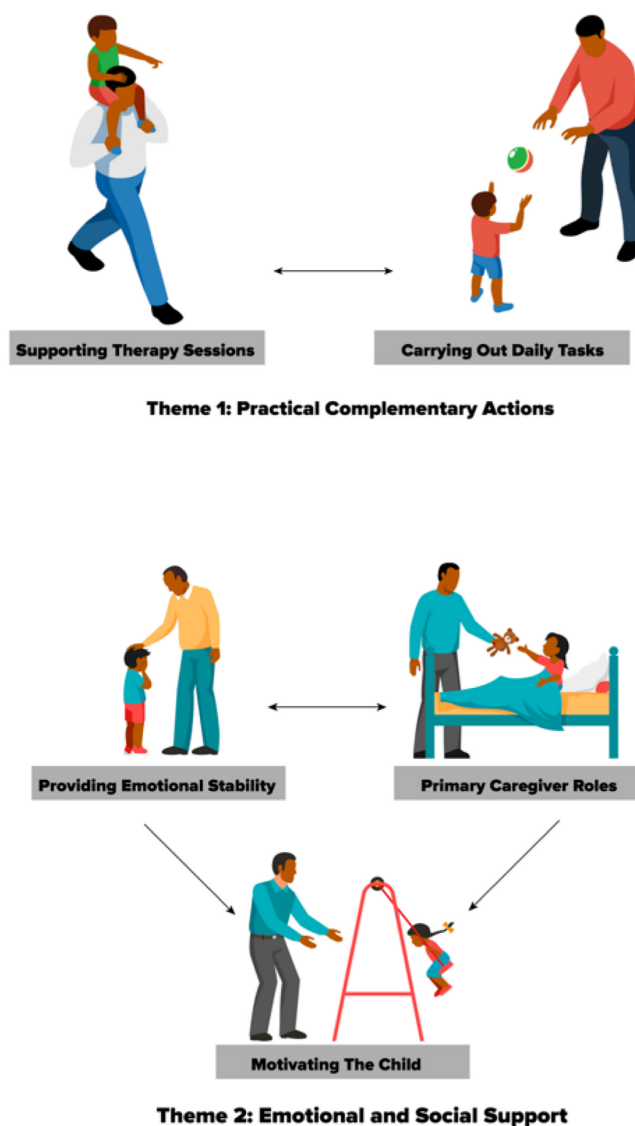 Supporting Therapy Sessions
Carrying Out Daily Tasks
Theme 1: Practical Complementary Actions
Providing Emotional Stability
Primary Caregiver Roles
Motivating The Child
Theme 2: Emotional and Social Support